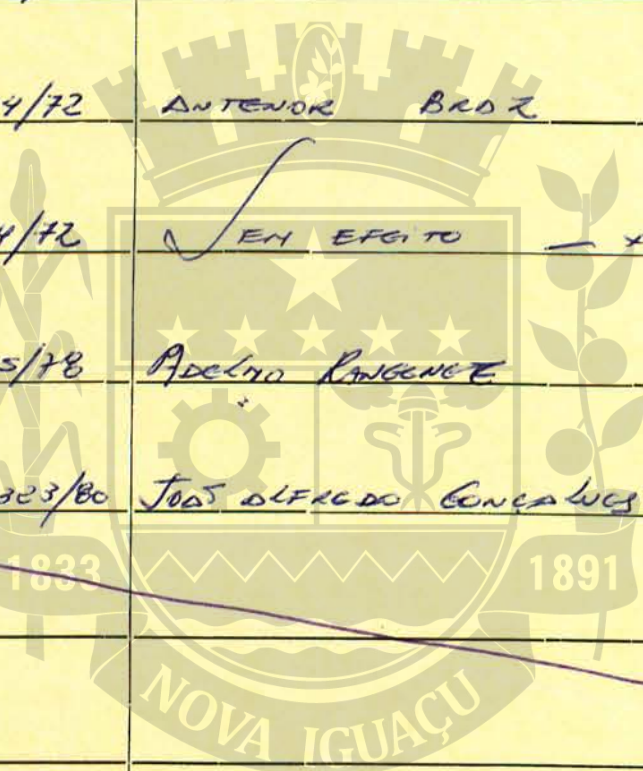 4/72 ANTENOR BRAZ
4/72 SEM EFEITO —
5/78 ADELMO
323/80 JOÃO ALFREDO GONÇALVES
1833 1891
NOVA IGUAÇU